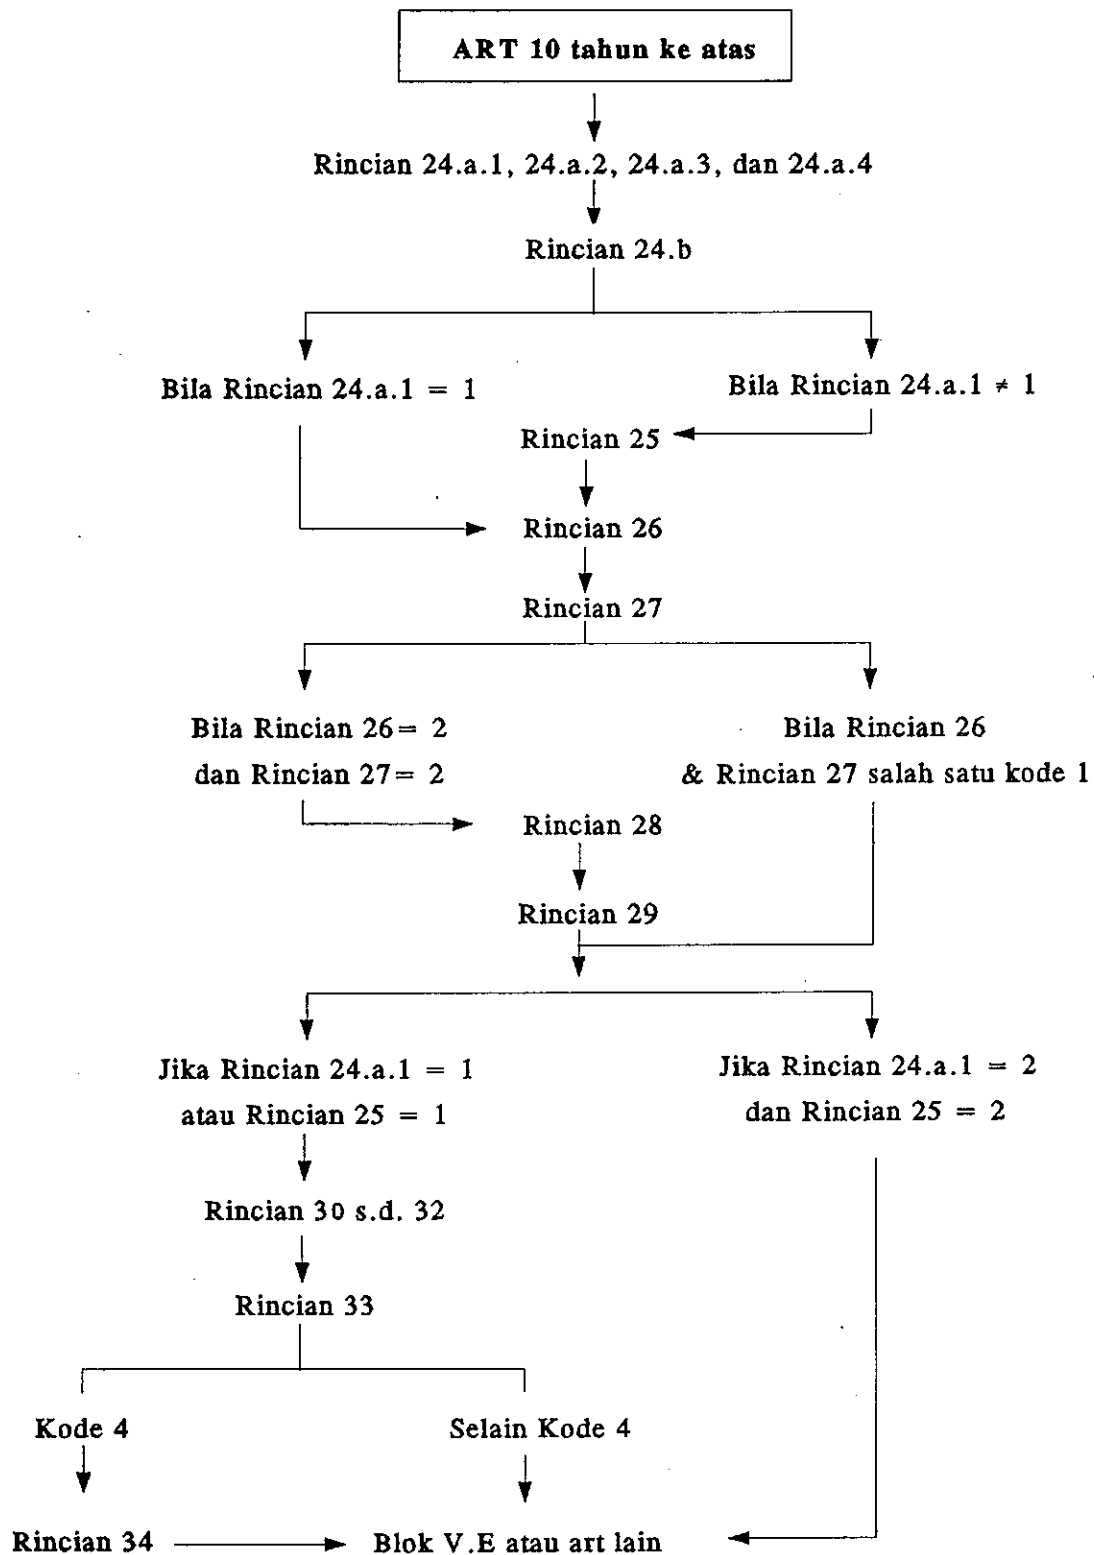 ART 10 tahun ke atas
Rincian 24.a.1, 24.a.2, 24.a.3, dan 24.a.4
Rincian 24.b
Bila Rincian 24.a.1 = 1
Bila Rincian 24.a.1 ≠ 1
Rincian 25
Rincian 26
Rincian 27
Bila Rincian 26= 2
dan Rincian 27= 2
Bila Rincian 26
& Rincian 27 salah satu kode 1
Rincian 28
Rincian 29
Jika Rincian 24.a.1 = 1
atau Rincian 25 = 1
Jika Rincian 24.a.1 = 2
dan Rincian 25 = 2
Rincian 30 s.d. 32
Rincian 33
Kode 4
Selain Kode 4
Rincian 34
Blok V.E atau art lain